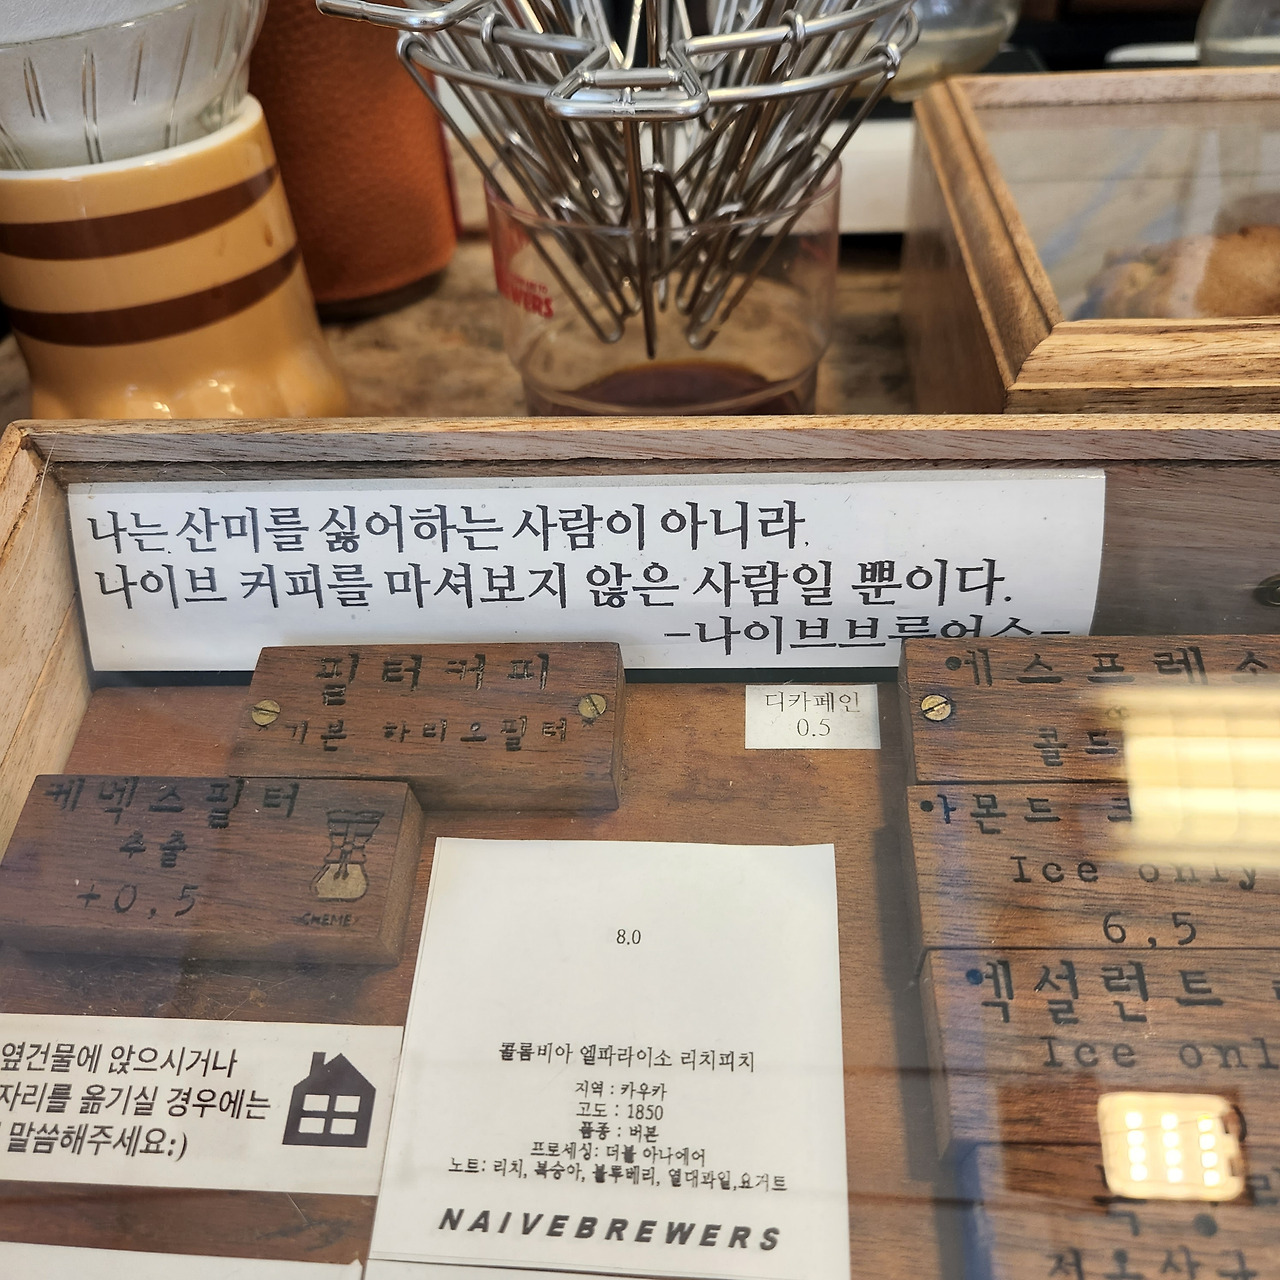 나는 산미를 싫어하는 사람이 아니라,
나이브 커피를 마셔보지 않은 사람일 뿐이다.
-나이브브루어스-
필터커피
기본 하리오필터
디카페인
0.5
에스프레소
콜드
케멕스필터
추출
+0,5
CHEMEX
아몬드
Ice only
6,5
엑설런트
Ice only
8.0
콜롬비아 엘파라이소 리치피치
지역 : 카우카
고도 : 1850
품종 : 버본
프로세싱: 더블 아나에어
노트: 리치, 복숭아, 블루베리, 열대과일,요거트
NAIVEBREWERS
옆건물에 앉으시거나
자리를 옮기실 경우에는
말씀해주세요:)